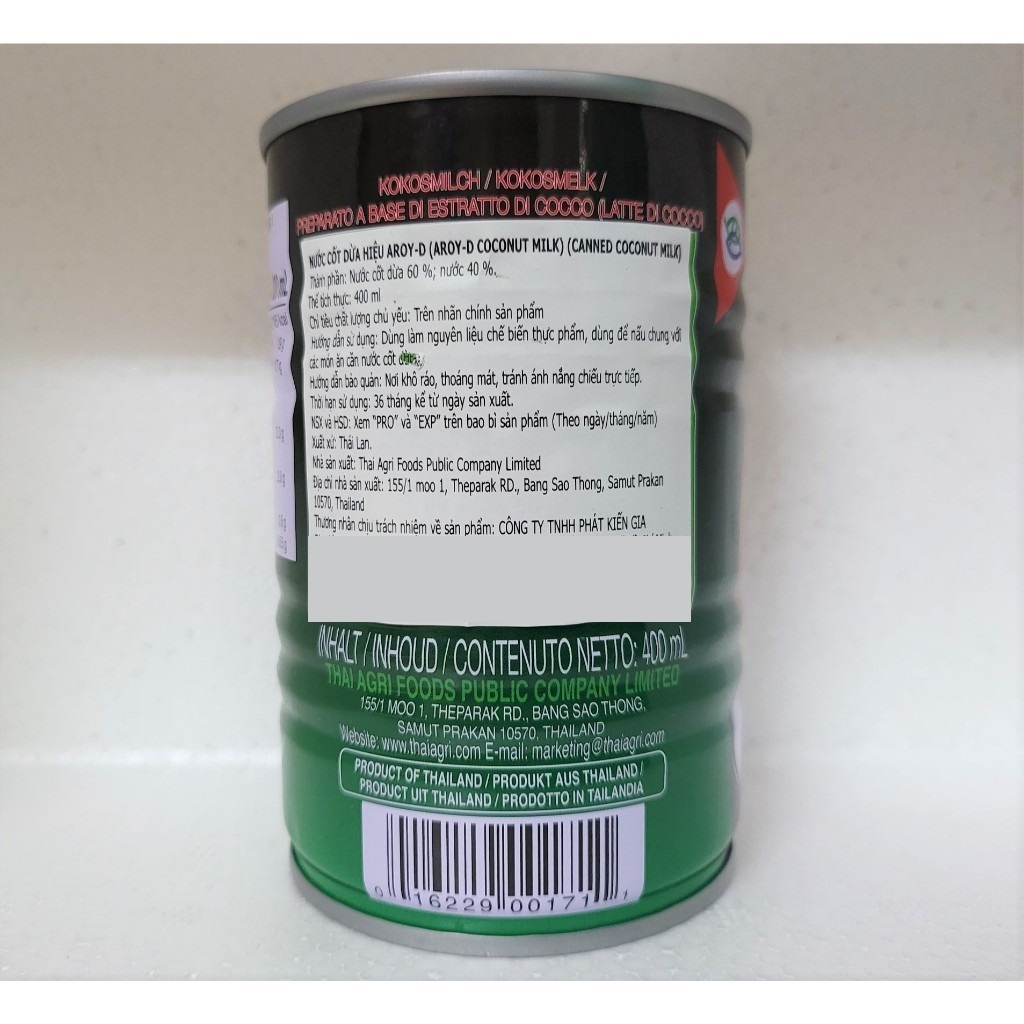 KOKOSMILCH / KOKOSMELK /
PREPARATO A BASE DI ESTRATTO DI COCCO (LATTE DI COCCO)
NƯỚC CỐT DỪA HIỆU AROY-D (AROY-D COCONUT MILK) (CANNED COCONUT MILK)
Thành phần: Nước cốt dừa 60 %; nước 40 %.
Thể tích thực: 400 ml
Chỉ tiêu chất lượng chủ yếu: Trên nhãn chính sản phẩm
Hướng dẫn sử dụng: Dùng làm nguyên liệu chế biến thực phẩm, dùng để nấu chung với
các món ăn cần nước cốt
Hướng dẫn bảo quản: Nơi khô ráo, thoáng mát, tránh ánh nắng chiếu trực tiếp.
Thời hạn sử dụng: 36 tháng kể từ ngày sản xuất.
NSX và HSD: Xem "PRO" và "EXP" trên bao bì sản phẩm (Theo ngày/tháng/năm)
Xuất xứ: Thái Lan.
Nhà sản xuất: Thai Agri Foods Public Company Limited
Địa chỉ nhà sản xuất: 155/1 moo 1, Theparak RD., Bang Sao Thong, Samut Prakan
10570, Thailand
Thương nhân chịu trách nhiệm về sản phẩm: CÔNG TY TNHH PHÁT KIẾN GIA
INHALT / INHOUD / CONTENUTO NETTO: 400 mL
THAI AGRI FOODS PUBLIC COMPANY LIMITED
155/1 MOO 1, THEPARAK RD., BANG SAO THONG,
SAMUT PRAKAN 10570, THAILAND
Website: www.thaiagri.com E-mail: marketing@thaiagri.com
PRODUCT OF THAILAND / PRODUKT AUS THAILAND /
PRODUCT UIT THAILAND / PRODOTTO IN TAILANDIA
0 16229 00171 1